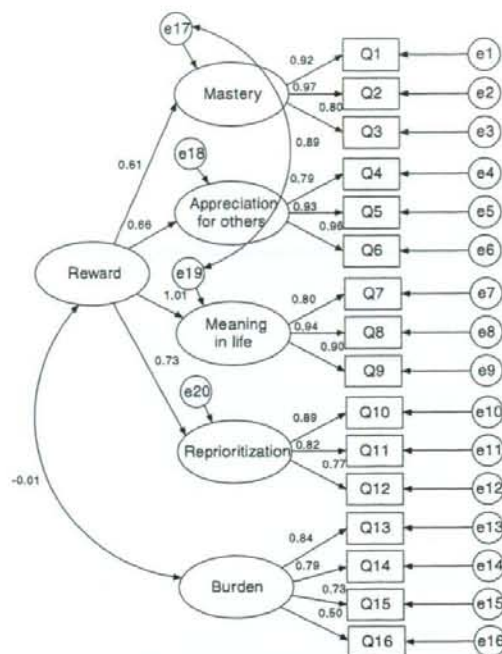 e17
0.92
Q1
e1
Mastery
0.97
Q2
e2
0.80
Q3
e3
0.89
e18
0.79
Q4
e4
0.61
Appreciation
for others
0.93
Q5
e5
0.66
0.96
Q6
e6
Reward
e19
1.01
0.80
Q7
e7
Meaning
in life
0.94
Q8
e8
0.90
Q9
e9
0.73
e20
0.89
Q10
e10
Reprioritization
0.82
Q11
e11
0.77
Q12
e12
-0.01
0.84
Q13
e13
0.79
Q14
e14
Burden
0.73
Q15
e15
0.50
Q16
e16